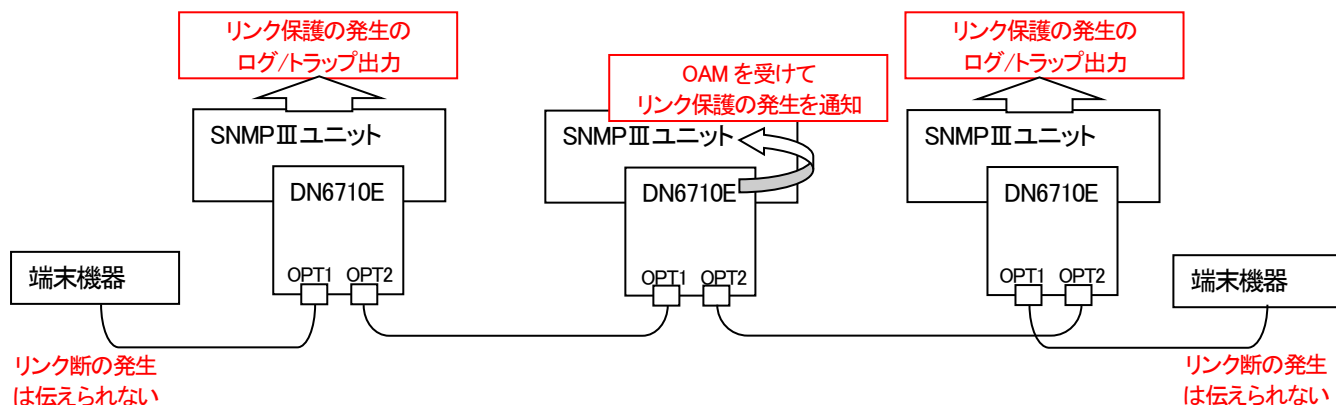 リンク保護の発生の
ログ/トラップ出力
OAM を受けて
リンク保護の発生を通知
リンク保護の発生の
ログ/トラップ出力
SNMPⅢユニット
SNMPⅢユニット
SNMPⅢユニット
DN6710E
DN6710E
DN6710E
端末機器
OPT1 OPT2
OPT1 OPT2
OPT1 OPT2
端末機器
リンク断の発生
は伝えられない
リンク断の発生
は伝えられない